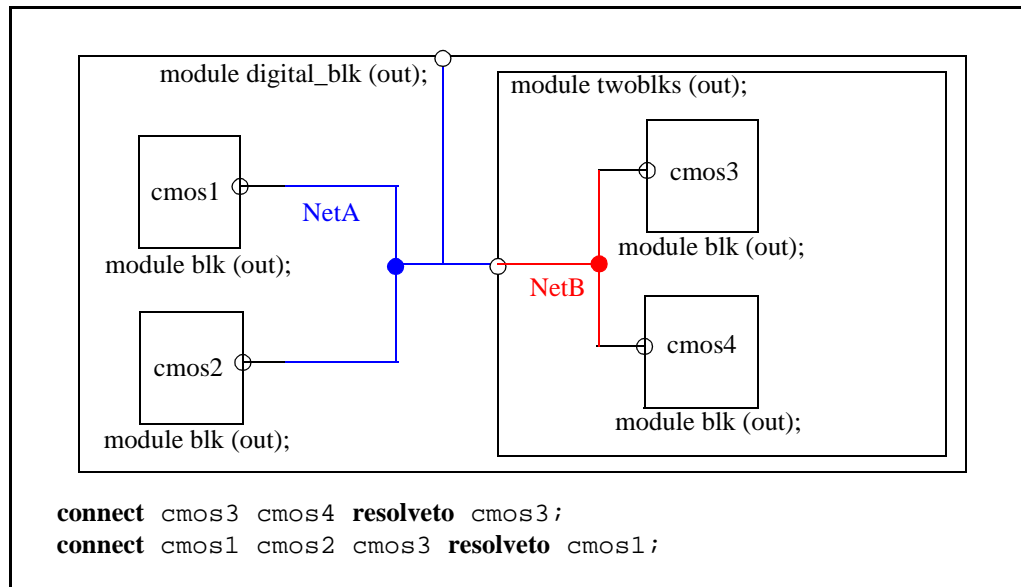 module digital_blk (out);
module twoblks (out);
cmos1
NetA
module blk (out);
cmos3
module blk (out);
NetB
cmos2
module blk (out);
cmos4
module blk (out);
connect cmos3 cmos4 resolveto cmos3;
connect cmos1 cmos2 cmos3 resolveto cmos1;